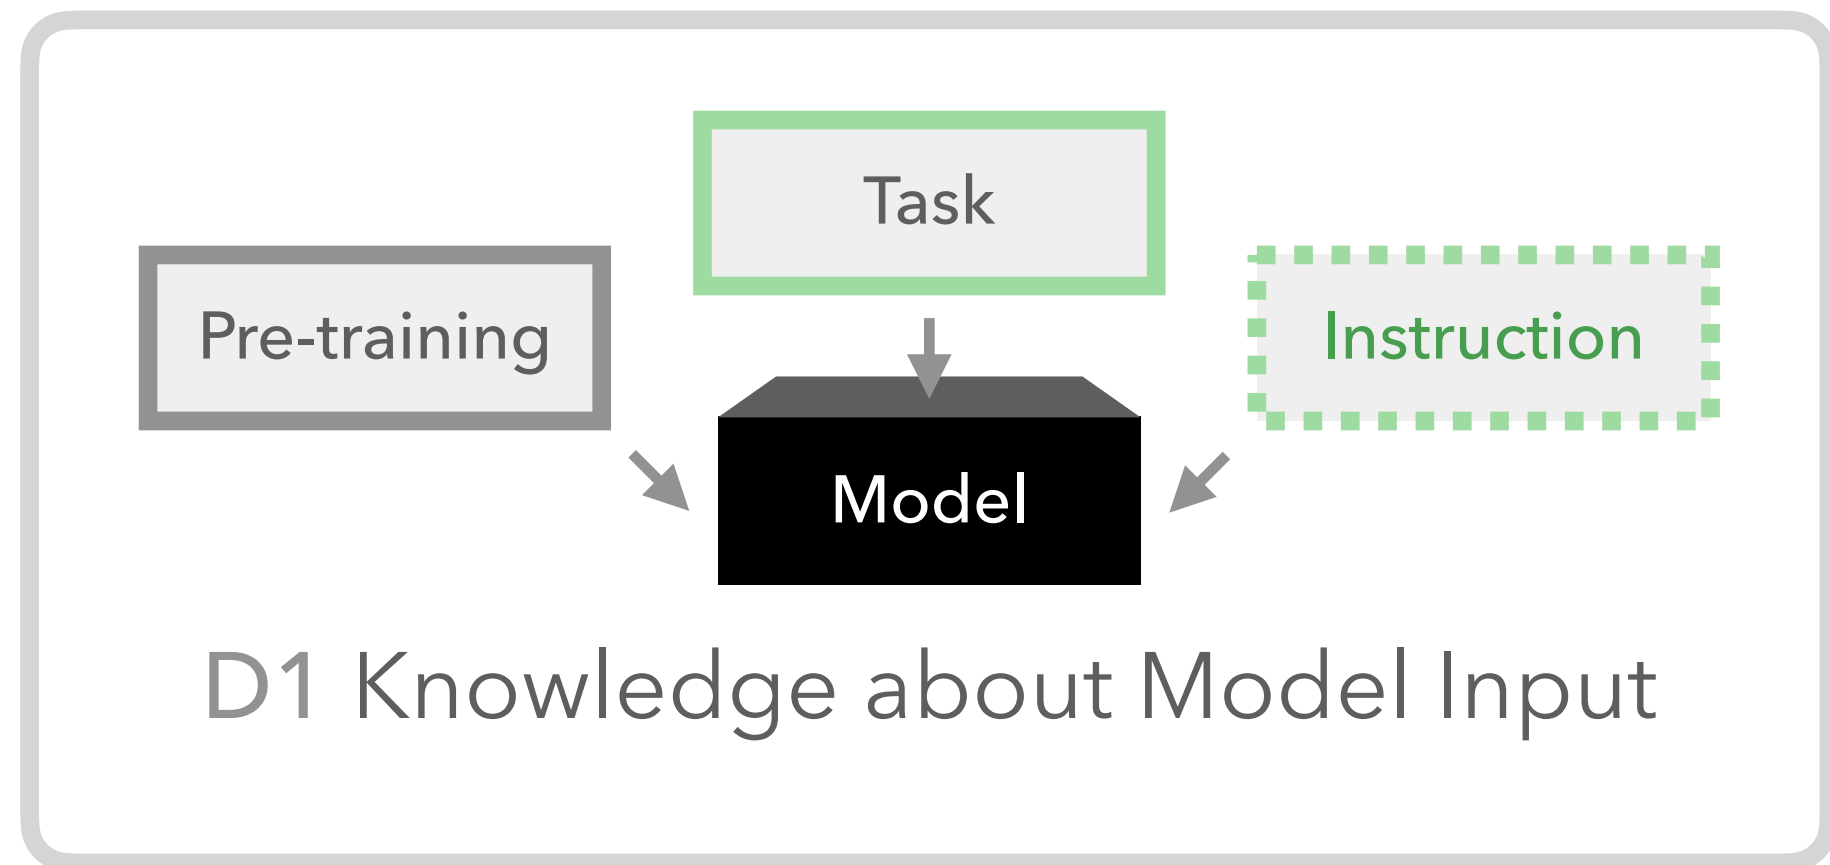 Task
Pre-training
Instruction
Model
D1 Knowledge about Model Input